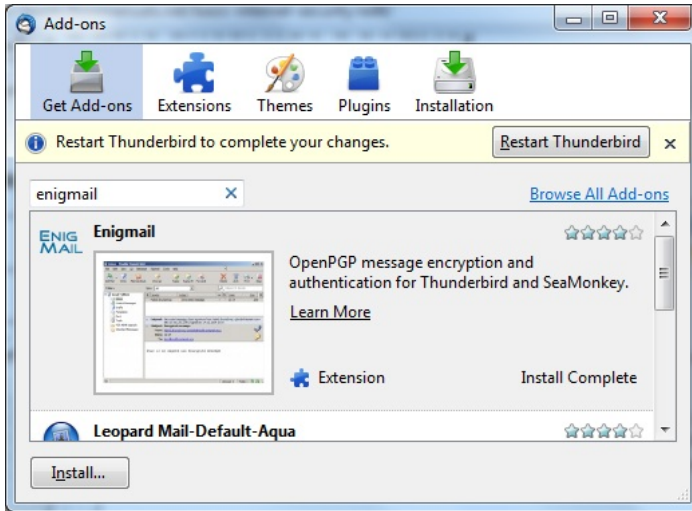 Add-ons
Get Add-ons Extensions Themes Plugins Installation
Restart Thunderbird to complete your changes. Restart Thunderbird
enigmail Browse All Add-ons
ENIG
MAIL
Enigmail
OpenPGP message encryption and
authentication for Thunderbird and SeaMonkey.
Learn More
Extension Install Complete
Leopard Mail-Default-Aqua
Install...